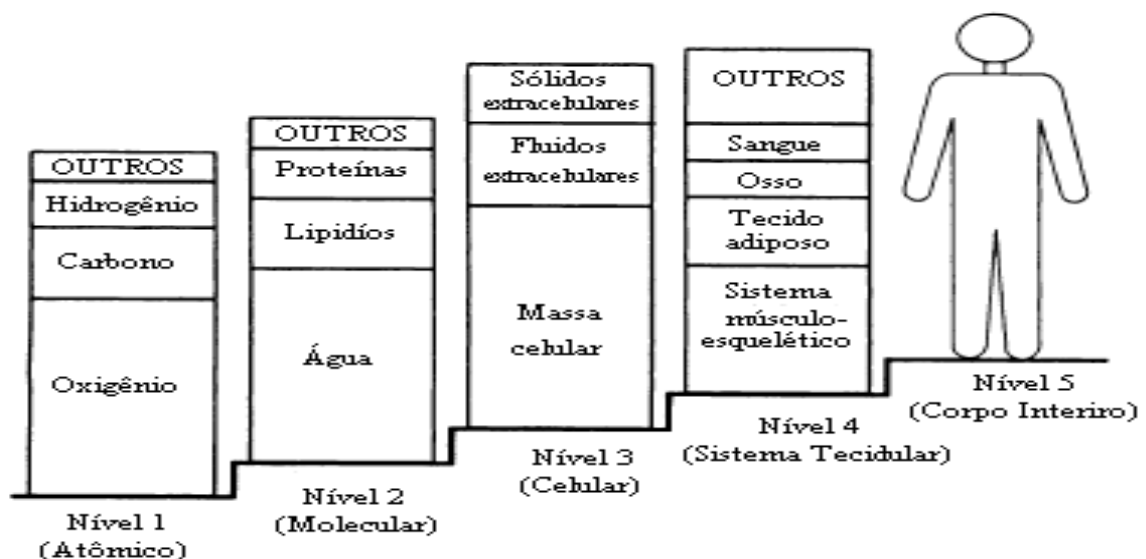 OUTROS
Hidrogênio
Carbono
Oxigênio
Nível 1
(Atômico)
OUTROS
Proteínas
Lipidíos
Água
Nível 2
(Molecular)
Sólidos
extracelulares
Fluidos
extracelulares
Massa
celular
Nível 3
(Celular)
OUTROS
Sangue
Osso
Tecido
adiposo
Sistema
músculo-
esquelético
Nível 4
(Sistema Tecidular)
Nível 5
(Corpo Interiro)